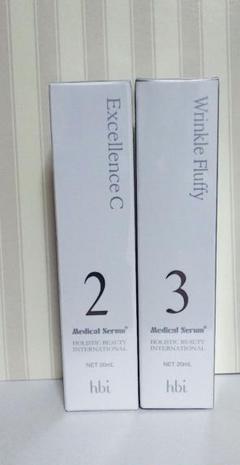 Excellence C
2
Medical Serum®
HOLISTIC BEAUTY
INTERNATIONAL
NET 20mL
hbi
Wrinkle Fluffy
3
Medical Serum®
HOLISTIC BEAUTY
INTERNATIONAL
NET 20mL
hbi